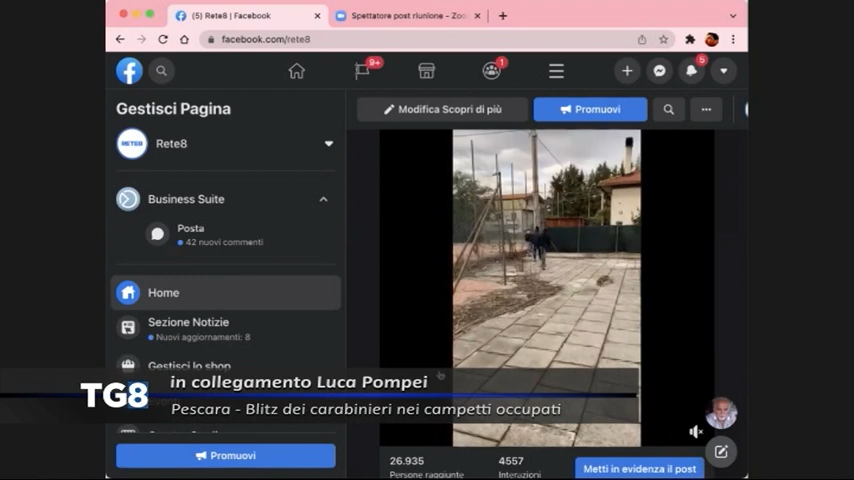 (5) Rete8 | Facebook
Spettatore post riunione - Zoo
facebook.com/rete8
9+
1
5
Gestisci Pagina
Modifica Scopri di più
Promuovi
RETE8
Rete8
Business Suite
Posta
42 nuovi commenti
Home
Sezione Notizie
Nuovi aggiornamenti: 8
Gestisci lo shop
TG8
in collegamento Luca Pompei
Pescara - Blitz dei carabinieri nei campetti occupati
Promuovi
26.935
Persone raggiunte
4557
Interazioni
Metti in evidenza il post